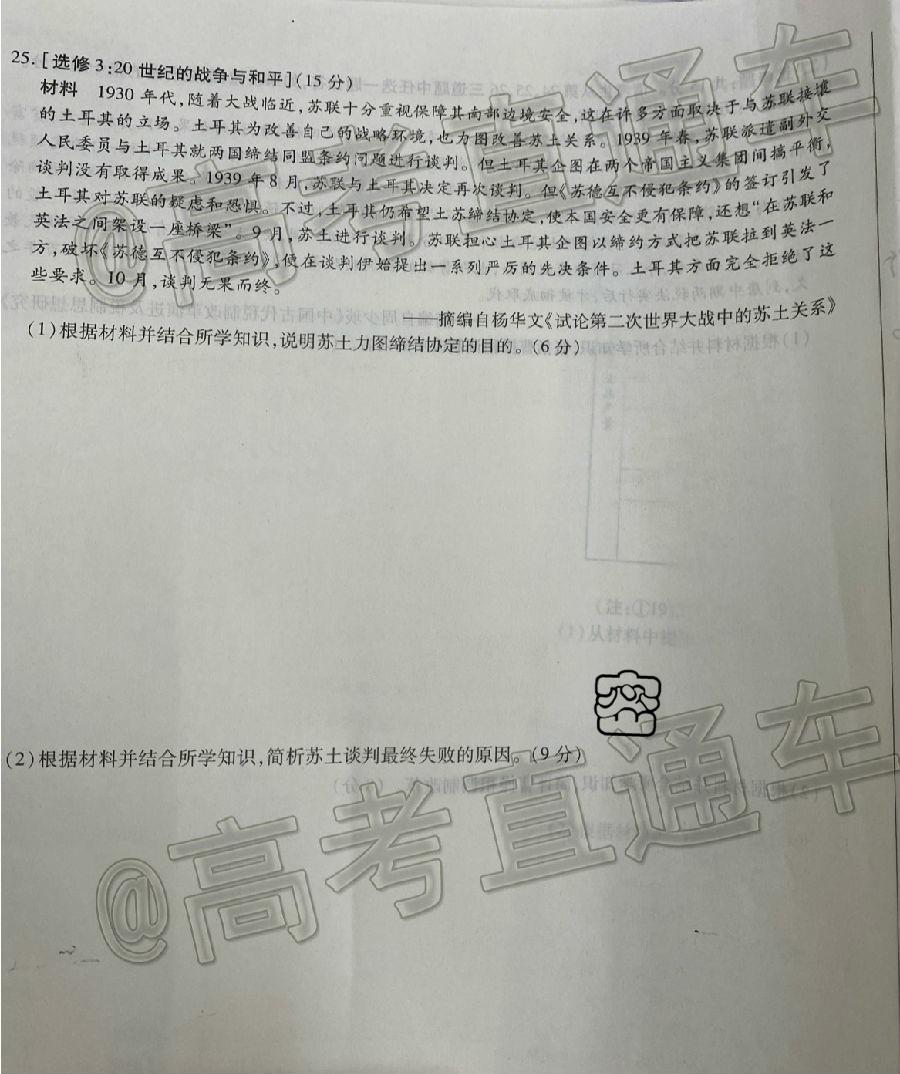 25.[选修3:20世纪的战争与和平](15分)
材料 1930年代,随着大战临近,苏联十分重视保障其南部边境安全,这在许多方面取决于与苏联接壤
的土耳其的立场。土耳其为改善自己的战略环境,也力图改善苏土关系。1939年春,苏联派遣副外交
人民委员与土耳其就两国缔结同盟条约问题进行谈判。但土耳其企图在两个帝国主义集团间搞平衡,
谈判没有取得成果。1939年8月,苏联与土耳其决定再次谈判。但《苏德互不侵犯条约》的签订引发了
土耳其对苏联的疑虑和恐惧。不过,土耳其仍希望土苏缔结协定,使本国安全更有保障,还想“在苏联和
英法之间架设一座桥梁”。9月,苏土进行谈判。苏联担心土耳其企图以缔约方式把苏联拉到英法一
方,破坏《苏德互不侵犯条约》,便在谈判伊始提出一系列严厉的先决条件。土耳其方面完全拒绝了这
些要求。10月,谈判无果而终。
——摘编自杨华文《试论第二次世界大战中的苏土关系》
(1)根据材料并结合所学知识,说明苏土力图缔结协定的目的。(6分)
(2)根据材料并结合所学知识,简析苏土谈判最终失败的原因。(9分)
@高考直通车
@高考直通车